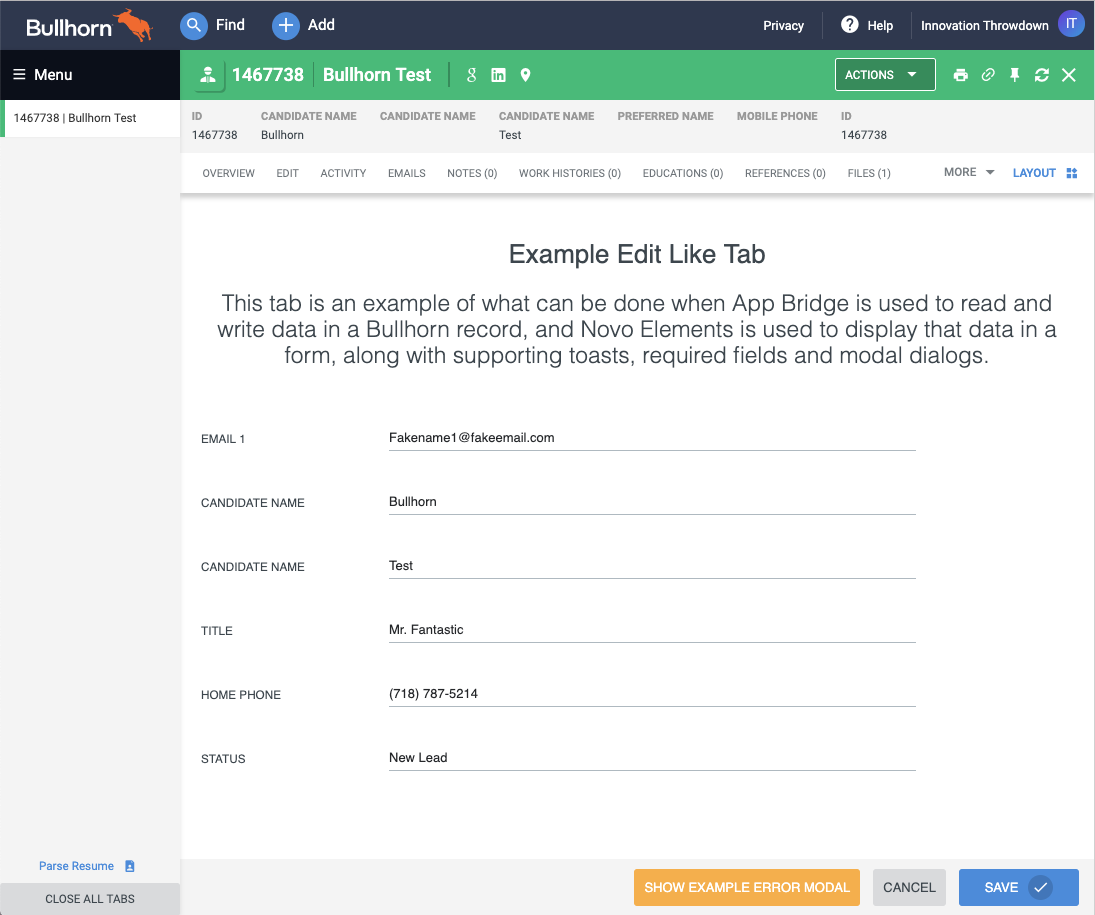 Bullhorn Find Add Privacy Help Innovation Throwdown IT
Menu 1467738 Bullhorn Test ACTIONS
1467738 | Bullhorn Test
ID CANDIDATE NAME CANDIDATE NAME CANDIDATE NAME PREFERRED NAME MOBILE PHONE ID
1467738 Bullhorn Test 1467738
OVERVIEW EDIT ACTIVITY EMAILS NOTES (0) WORK HISTORIES (0) EDUCATIONS (0) REFERENCES (0) FILES (1) MORE LAYOUT
Example Edit Like Tab
This tab is an example of what can be done when App Bridge is used to read and
write data in a Bullhorn record, and Novo Elements is used to display that data in a
form, along with supporting toasts, required fields and modal dialogs.
EMAIL 1 Fakename1@fakeemail.com
CANDIDATE NAME Bullhorn
CANDIDATE NAME Test
TITLE Mr. Fantastic
HOME PHONE (718) 787-5214
STATUS New Lead
Parse Resume
CLOSE ALL TABS
SHOW EXAMPLE ERROR MODAL CANCEL SAVE